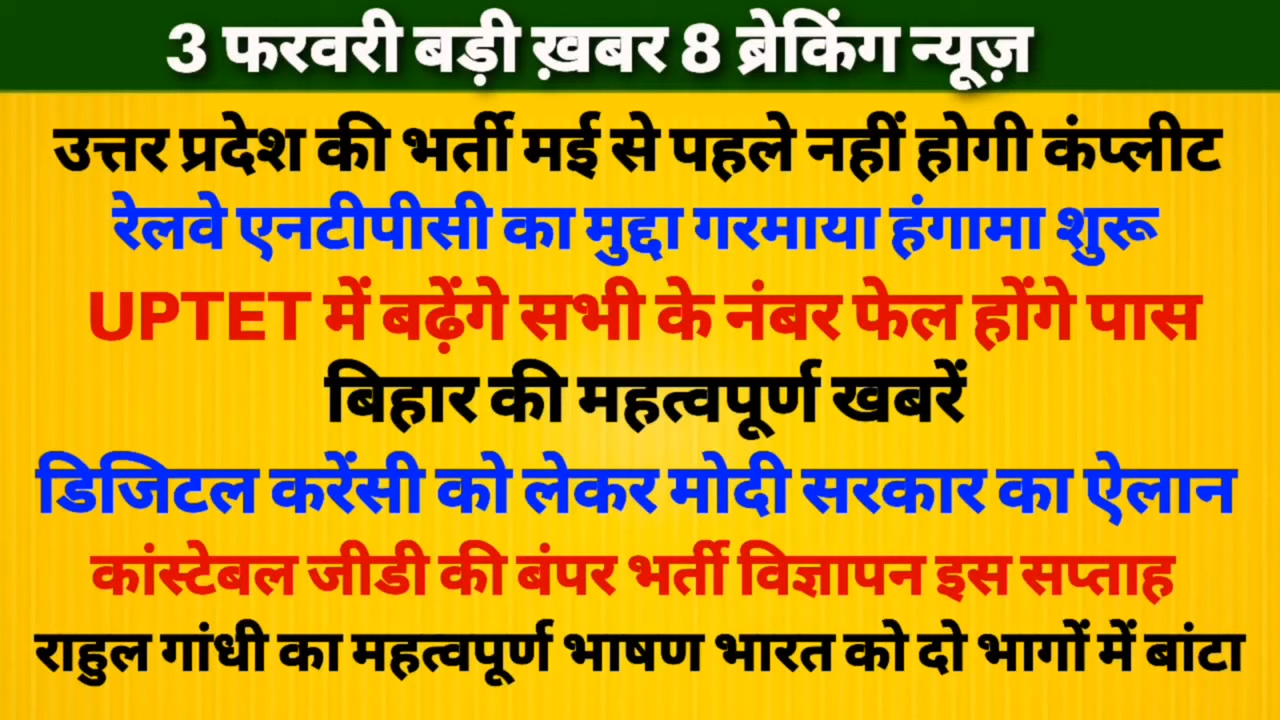 3 फरवरी बड़ी ख़बर 8 ब्रेकिंग न्यूज़
उत्तर प्रदेश की भर्ती मई से पहले नहीं होगी कंप्लीट
रेलवे एनटीपीसी का मुद्दा गरमाया हंगामा शुरू
UPTET में बढ़ेंगे सभी के नंबर फेल होंगे पास
बिहार की महत्वपूर्ण खबरें
डिजिटल करेंसी को लेकर मोदी सरकार का ऐलान
कांस्टेबल जीडी की बंपर भर्ती विज्ञापन इस सप्ताह
राहुल गांधी का महत्वपूर्ण भाषण भारत को दो भागों में बांटा